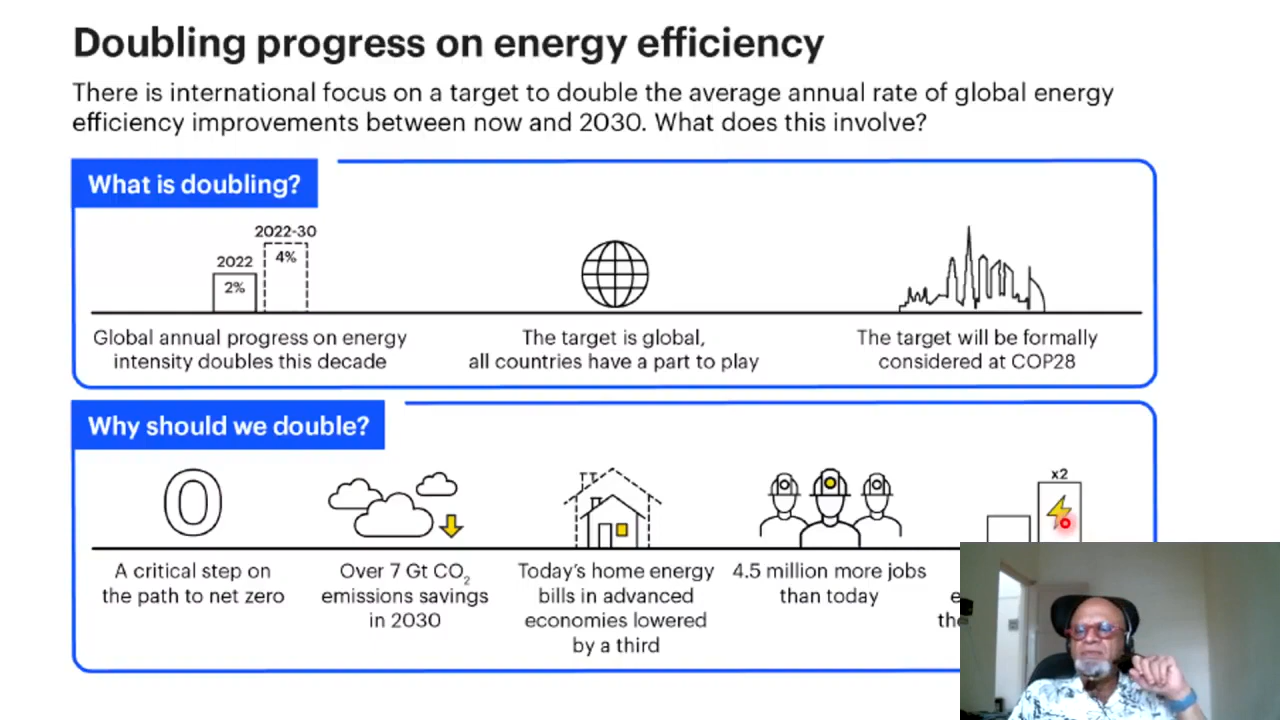 Doubling progress on energy efficiency
There is international focus on a target to double the average annual rate of global energy
efficiency improvements between now and 2030. What does this involve?
What is doubling?
2022-30
4%
2022
2%
Global annual progress on energy
intensity doubles this decade
The target is global,
all countries have a part to play
The target will be formally
considered at COP28
Why should we double?
0
x2
A critical step on
the path to net zero
Over 7 Gt CO₂
emissions savings
in 2030
Today's home energy
bills in advanced
economies lowered
by a third
4.5 million more jobs
than today